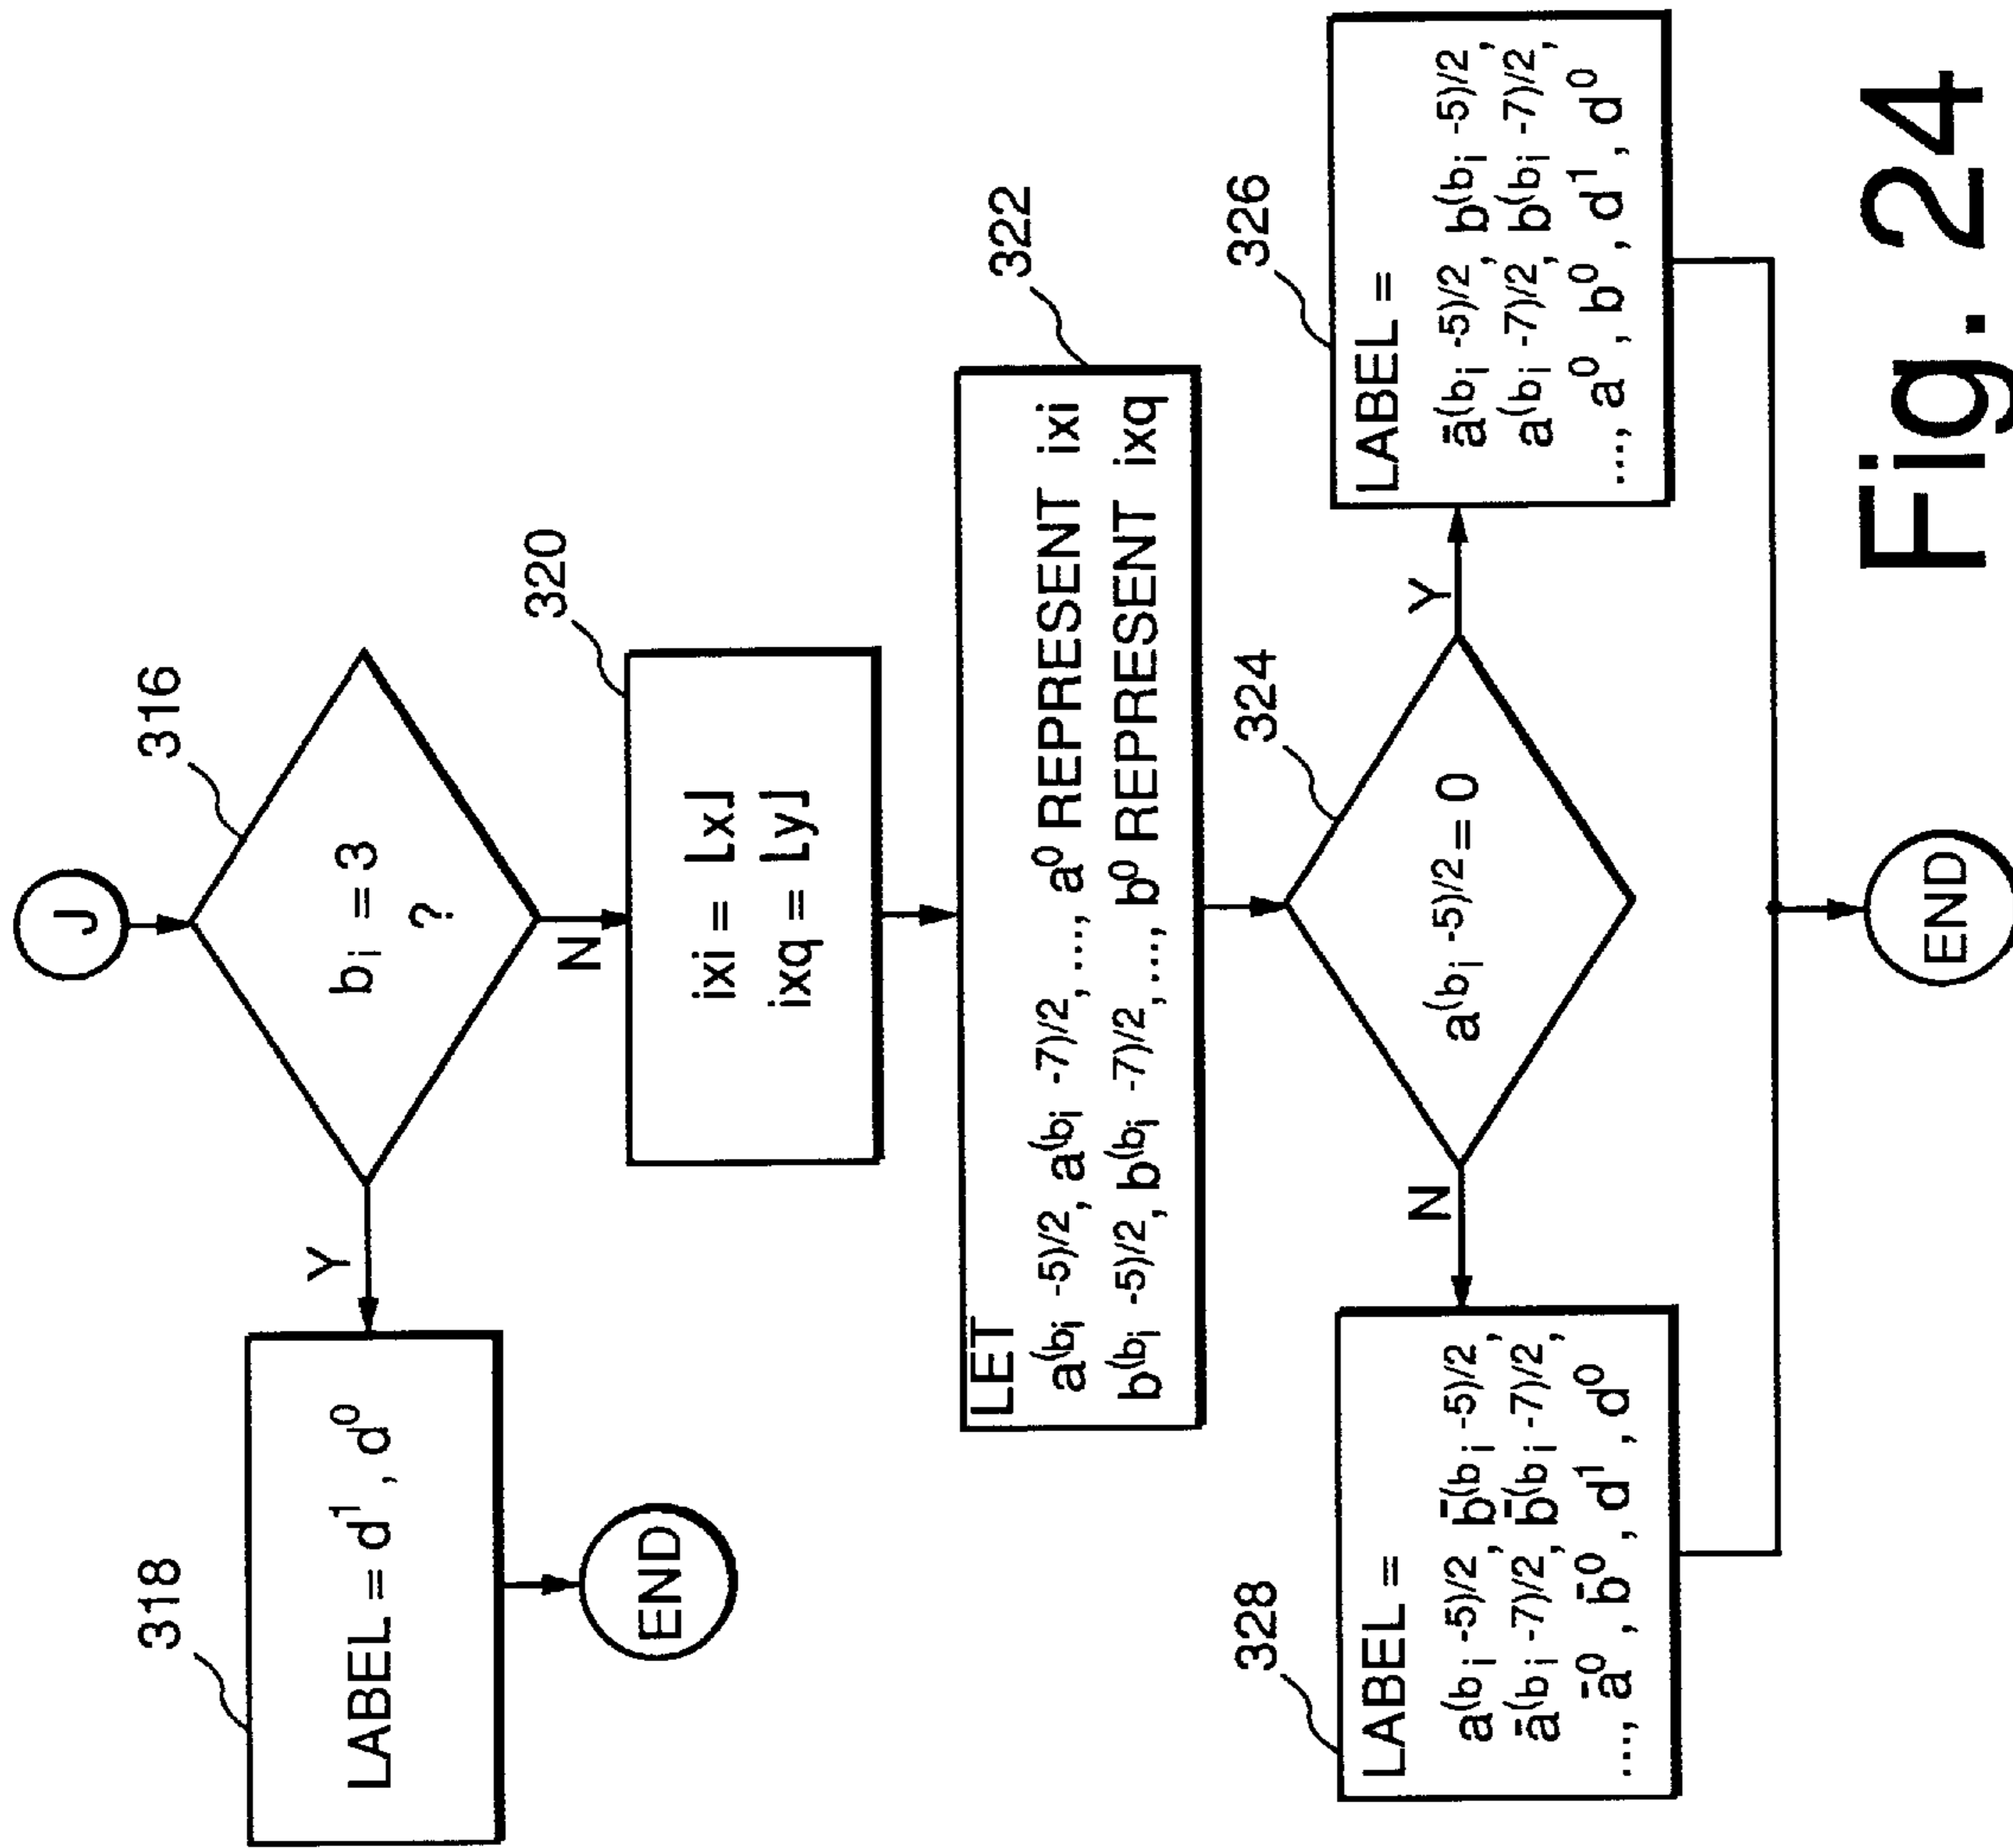 J
316
b_i = 3
?
Y
N
318
LABEL = d^1, d^0
END
320
ixi = ⌊x⌋
ixq = ⌊y⌋
322
LET
a^(b_i -5)/2, a^(b_i -7)/2, ..., a^0 REPRESENT ixi
b^(b_i -5)/2, b^(b_i -7)/2, ..., b^0 REPRESENT ixq
324
a^(b_i -5)/2 = 0
N
Y
328
LABEL =
a^(b_i -5)/2, b̄^(b_i -5)/2,
ā^(b_i -7)/2, b̄^(b_i -7)/2,
..., ā^0, b̄^0, d^1, d^0
326
LABEL =
ā^(b_i -5)/2, b^(b_i -5)/2,
a^(b_i -7)/2, b^(b_i -7)/2,
..., a^0, b^0, d^1, d^0
END
Fig. 24